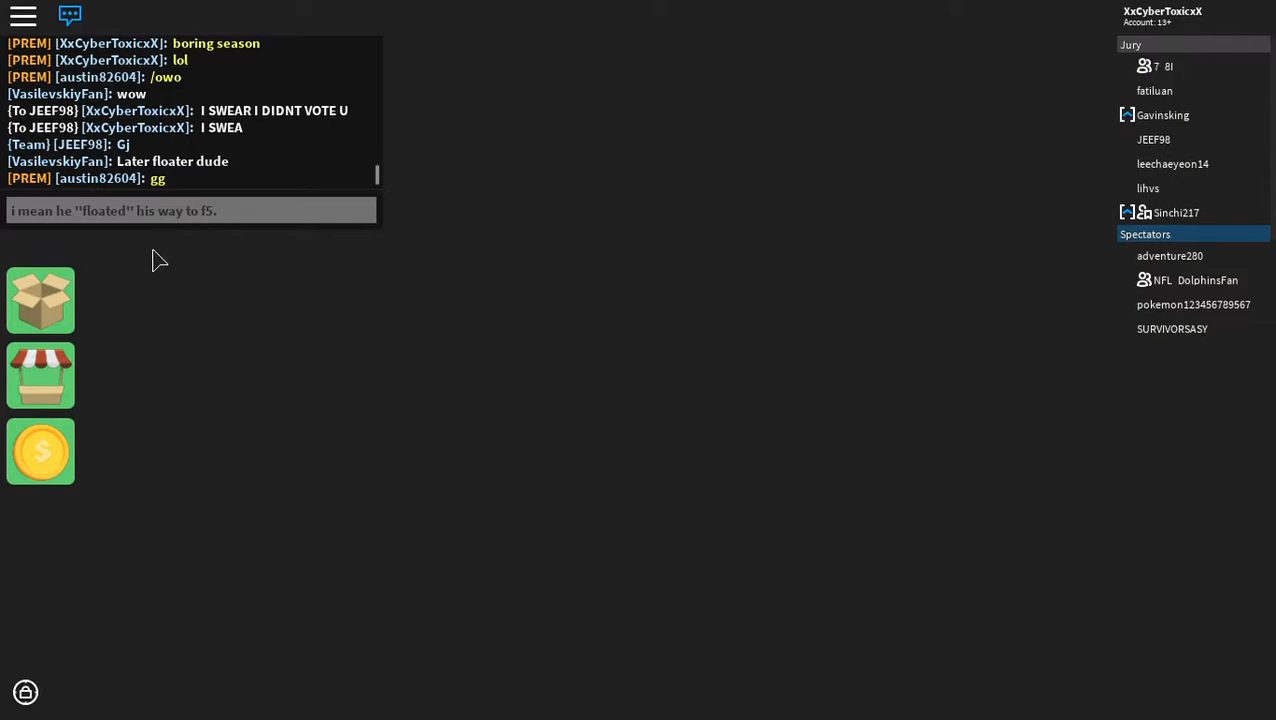 [PREM] [XxCyberToxicxX]: boring season
[PREM] [XxCyberToxicxX]: lol
[PREM] [austin82604]: /owo
[VasilevskiyFan]: wow
{To JEEF98} [XxCyberToxicxX]: I SWEAR I DIDNT VOTE U
{To JEEF98} [XxCyberToxicxX]: I SWEA
{Team} [JEEF98]: Gj
[VasilevskiyFan]: Later floater dude
[PREM] [austin82604]: gg
i mean he "floated" his way to f5.
XxCyberToxicxX
Account: 13+
Jury
7_8I
fatiluan
Gavinsking
JEEF98
leechaeyeon14
lihvs
Sinchi217
Spectators
adventure280
NFL_DolphinsFan
pokemon123456789567
SURVIVORSASY